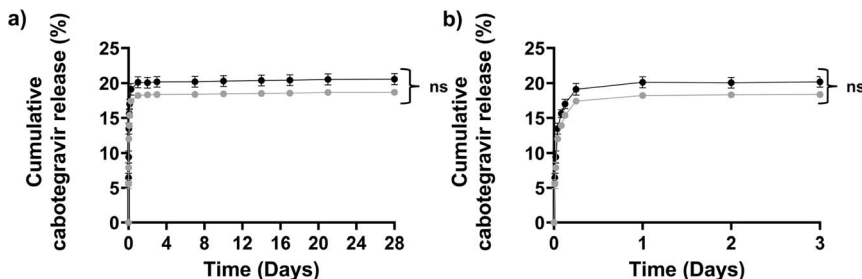 a)
Cumulative
cabotegravir release (%)
25
20
15
10
5
0
0 4 8 12 16 20 24 28
Time (Days)
ns
b)
Cumulative
cabotegravir release (%)
25
20
15
10
5
0
0 1 2 3
Time (Days)
ns